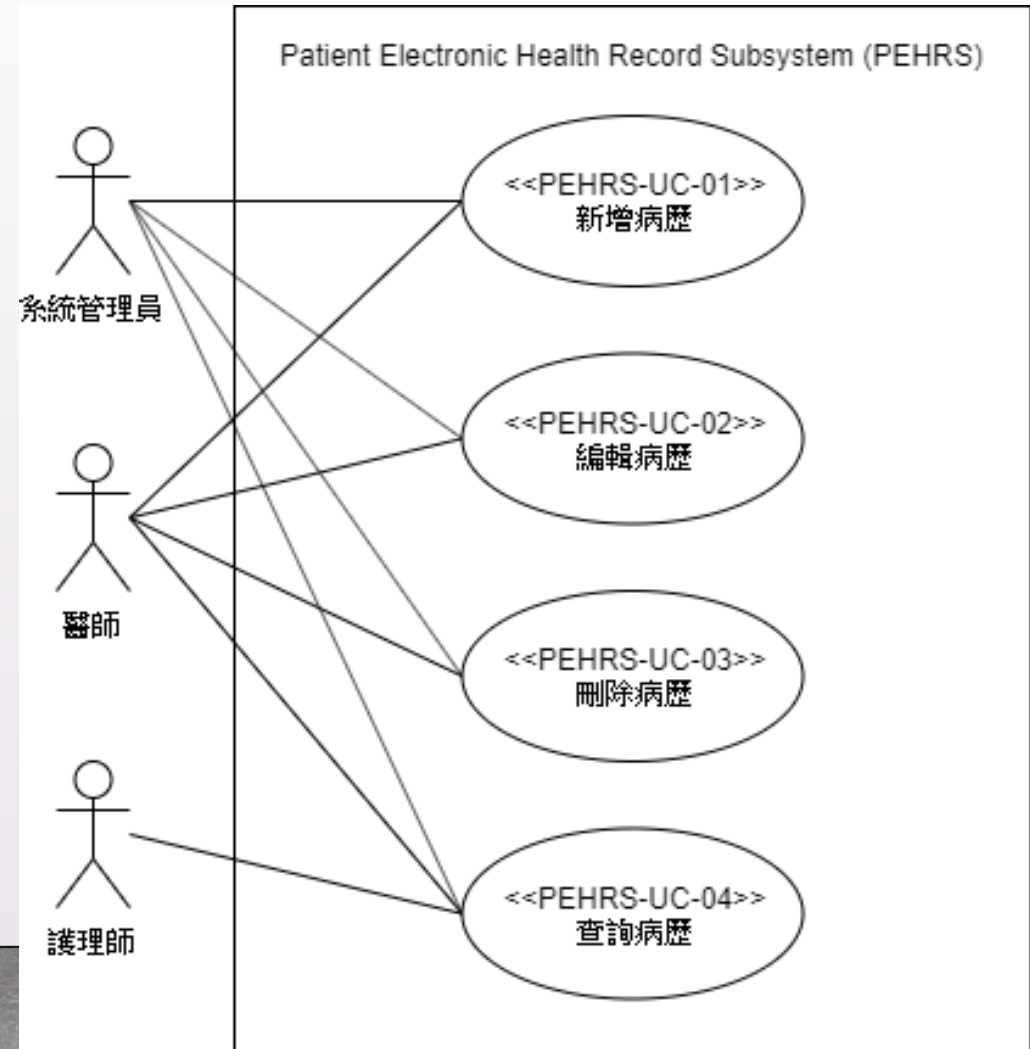 Patient Electronic Health Record Subsystem (PEHRS)
<<PEHRS-UC-01>>
新增病歷
系統管理員
<<PEHRS-UC-02>>
編輯病歷
醫師
<<PEHRS-UC-03>>
刪除病歷
<<PEHRS-UC-04>>
查詢病歷
護理師